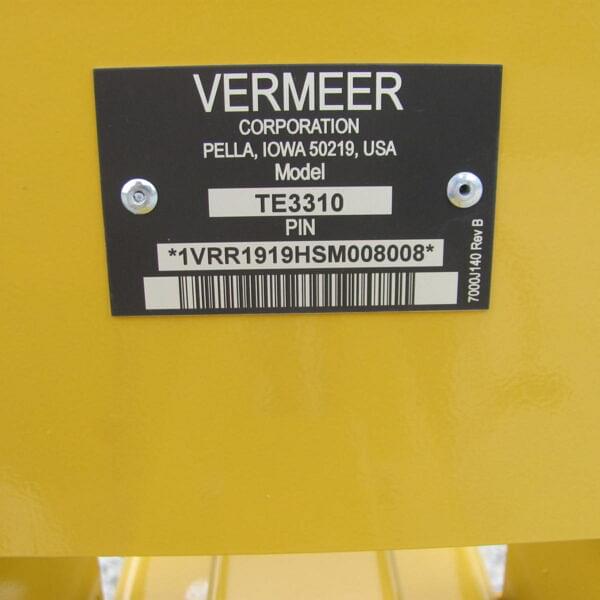 VERMEER
CORPORATION
PELLA, IOWA 50219, USA
Model
TE3310
PIN
*1VRR1919HSM008008*
7000J140 Rev B